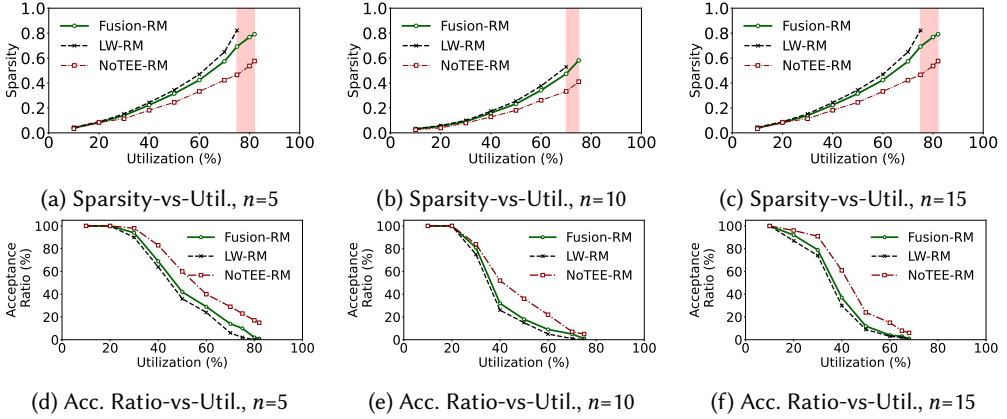 1.0
0.8
0.6
0.4
0.2
0.0
Sparsity
Fusion-RM
LW-RM
NoTEE-RM
0 20 40 60 80 100
Utilization (%)
(a) Sparsity-vs-Util., n=5
1.0
0.8
0.6
0.4
0.2
0.0
Sparsity
Fusion-RM
LW-RM
NoTEE-RM
0 20 40 60 80 100
Utilization (%)
(b) Sparsity-vs-Util., n=10
1.0
0.8
0.6
0.4
0.2
0.0
Sparsity
Fusion-RM
LW-RM
NoTEE-RM
0 20 40 60 80 100
Utilization (%)
(c) Sparsity-vs-Util., n=15
100
80
60
40
20
0
Acceptance
Ratio (%)
Fusion-RM
LW-RM
NoTEE-RM
0 20 40 60 80 100
Utilization (%)
(d) Acc. Ratio-vs-Util., n=5
100
80
60
40
20
0
Acceptance
Ratio (%)
Fusion-RM
LW-RM
NoTEE-RM
0 20 40 60 80 100
Utilization (%)
(e) Acc. Ratio-vs-Util., n=10
100
80
60
40
20
0
Acceptance
Ratio (%)
Fusion-RM
LW-RM
NoTEE-RM
0 20 40 60 80 100
Utilization (%)
(f) Acc. Ratio-vs-Util., n=15